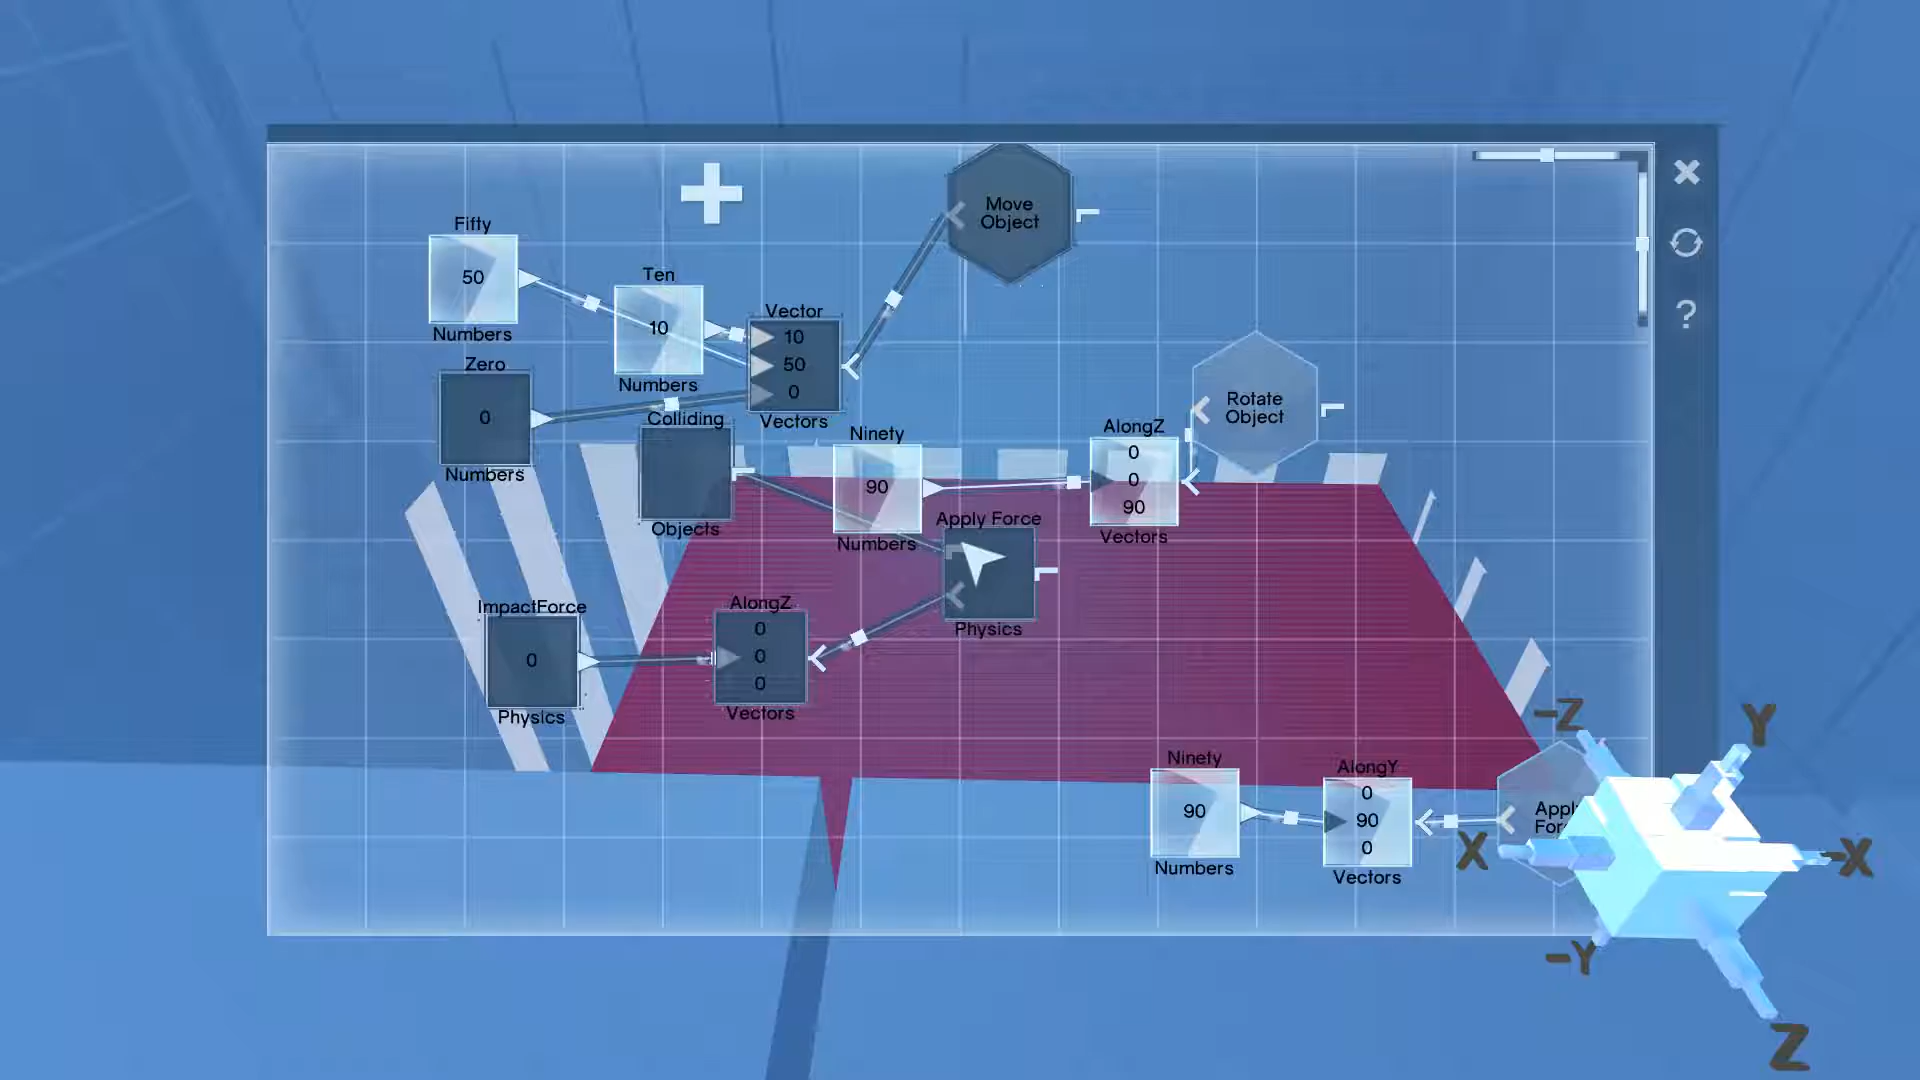 Move
Object
Fifty
50
Numbers
Ten
10
Numbers
Vector
10
50
0
Vectors
Zero
0
Numbers
Colliding
Objects
Ninety
90
Numbers
AlongZ
0
0
90
Vectors
Rotate
Object
Apply Force
Physics
ImpactForce
0
Physics
AlongZ
0
0
0
Vectors
Ninety
90
Numbers
AlongY
0
90
0
Vectors
?
-Z
Y
X
-X
-Y
Z